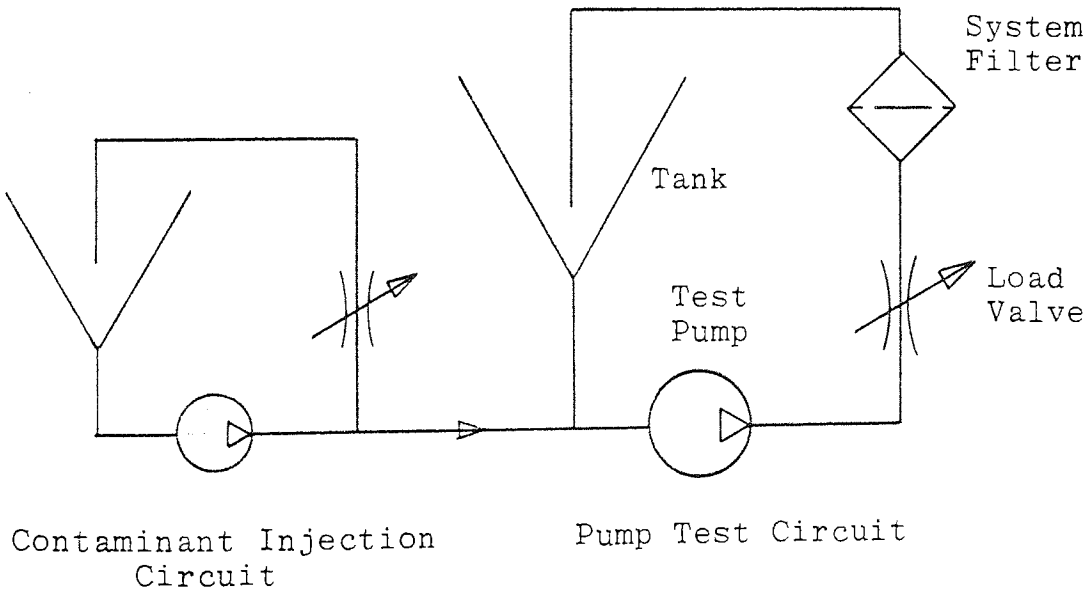 System
Filter
Tank
Test
Pump
Load
Valve
Contaminant Injection
Circuit
Pump Test Circuit